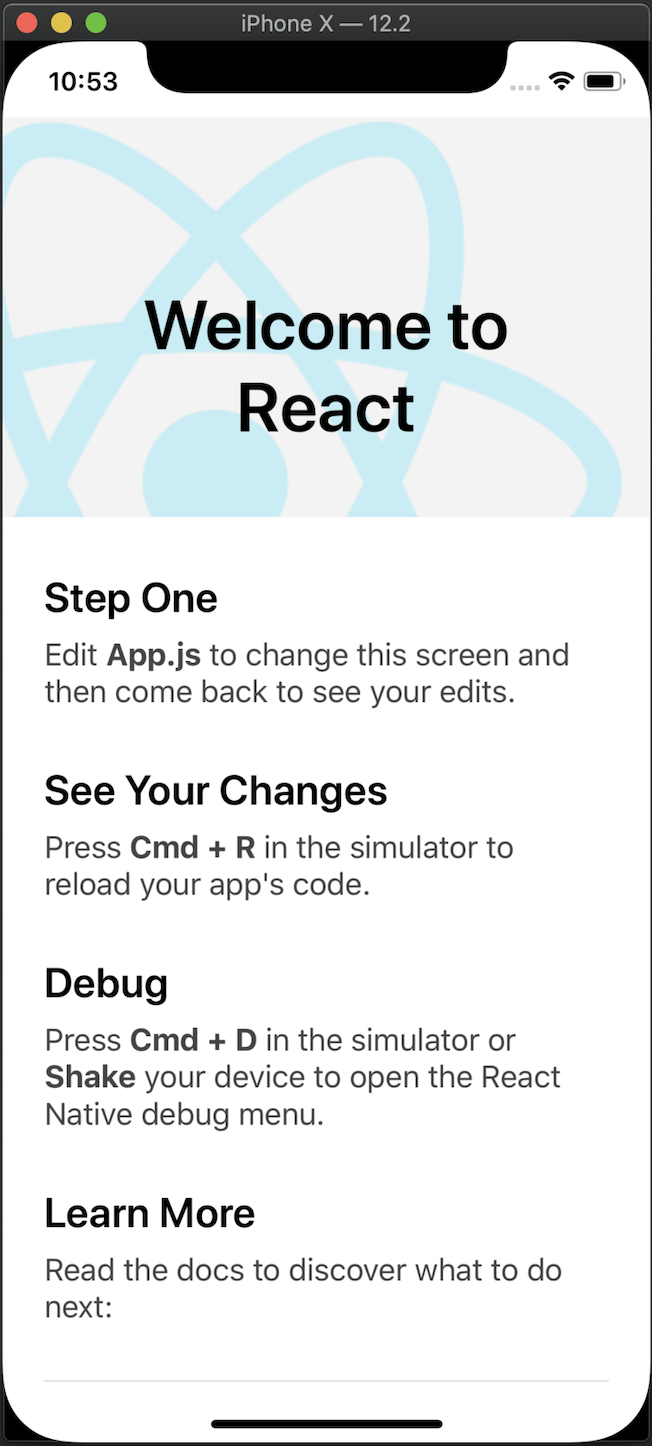 iPhone X — 12.2
10:53
Welcome to
React
Step One
Edit App.js to change this screen and
then come back to see your edits.
See Your Changes
Press Cmd + R in the simulator to
reload your app's code.
Debug
Press Cmd + D in the simulator or
Shake your device to open the React
Native debug menu.
Learn More
Read the docs to discover what to do
next: